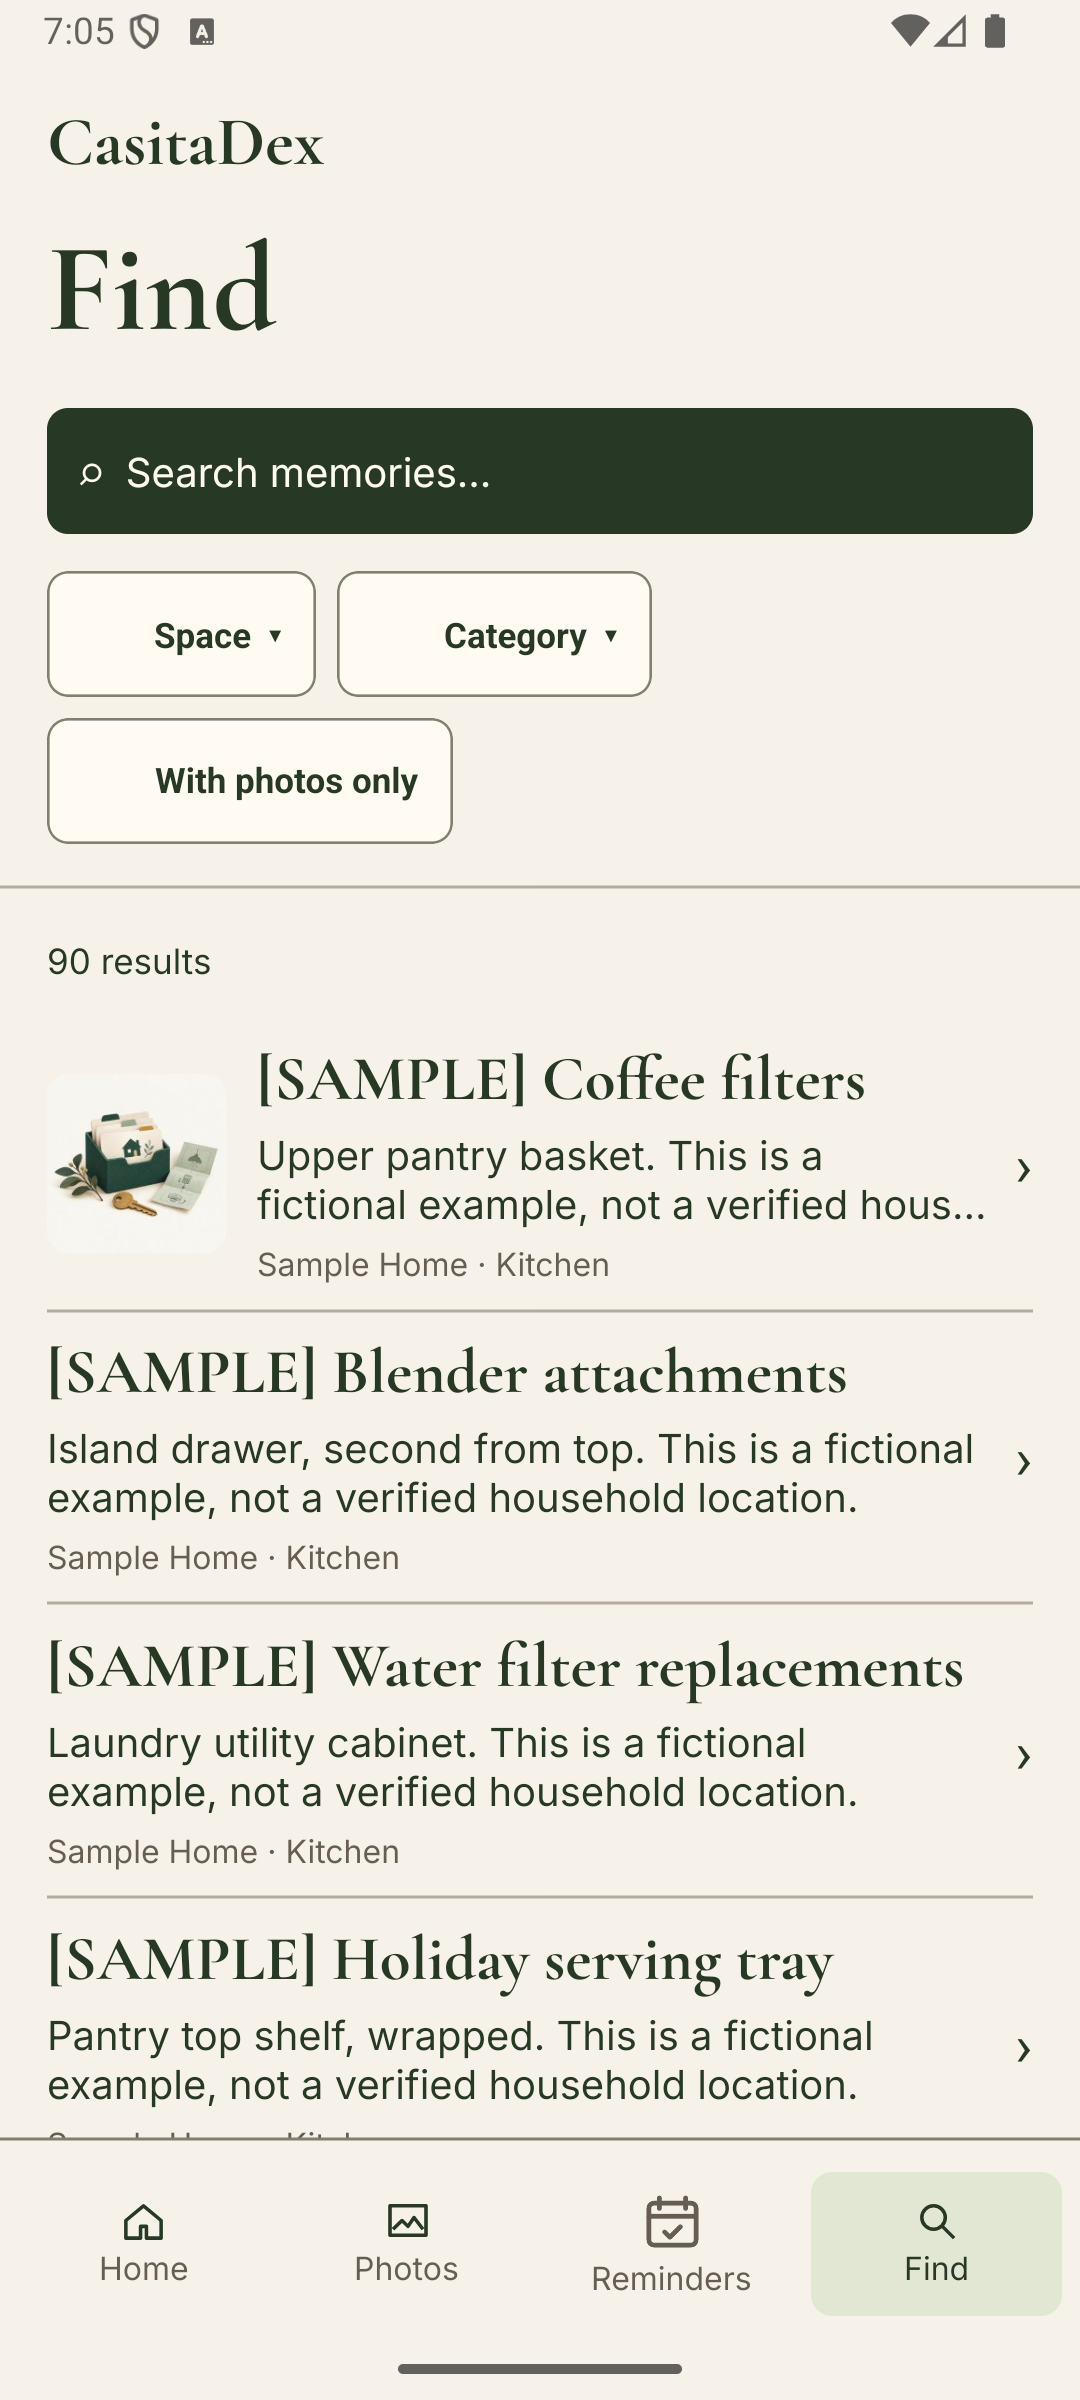 7:05
CasitaDex
Find
Search memories...
Space ▼ Category ▼
With photos only
90 results
[SAMPLE] Coffee filters
Upper pantry basket. This is a
fictional example, not a verified hous...
Sample Home · Kitchen
[SAMPLE] Blender attachments
Island drawer, second from top. This is a fictional
example, not a verified household location.
Sample Home · Kitchen
[SAMPLE] Water filter replacements
Laundry utility cabinet. This is a fictional
example, not a verified household location.
Sample Home · Kitchen
[SAMPLE] Holiday serving tray
Pantry top shelf, wrapped. This is a fictional
example, not a verified household location.
Home Photos Reminders Find